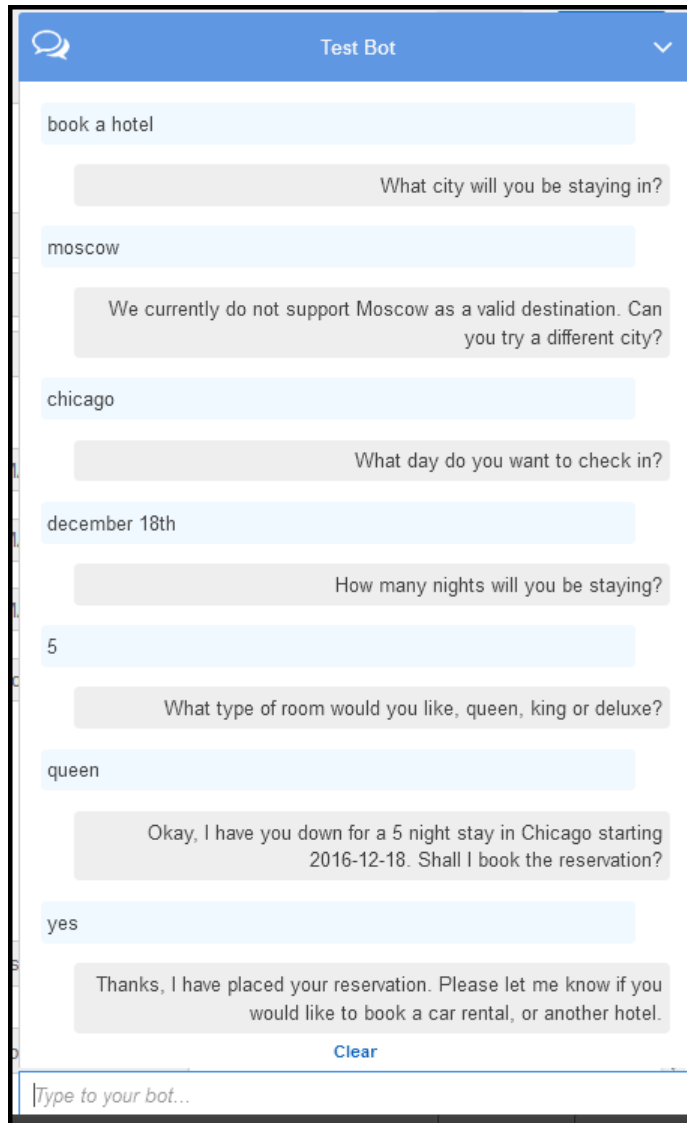 Test Bot
book a hotel
What city will you be staying in?
moscow
We currently do not support Moscow as a valid destination. Can
you try a different city?
chicago
What day do you want to check in?
december 18th
How many nights will you be staying?
5
What type of room would you like, queen, king or deluxe?
queen
Okay, I have you down for a 5 night stay in Chicago starting
2016-12-18. Shall I book the reservation?
yes
Thanks, I have placed your reservation. Please let me know if you
would like to book a car rental, or another hotel.
Clear
Type to your bot...